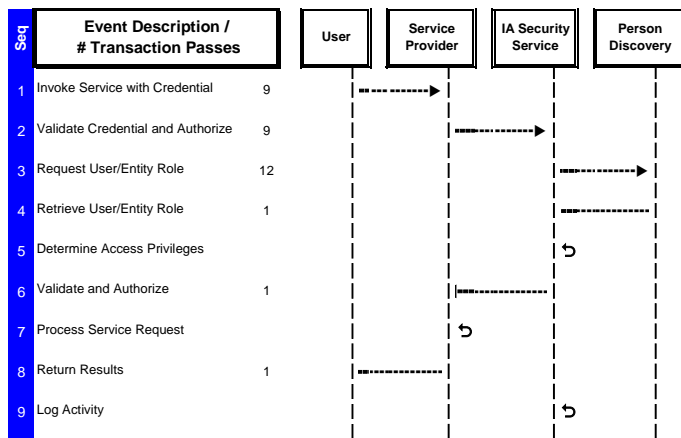 Seq
Event Description /
# Transaction Passes
User
Service
Provider
IA Security
Service
Person
Discovery
1 Invoke Service with Credential 9
2 Validate Credential and Authorize 9
3 Request User/Entity Role 12
4 Retrieve User/Entity Role 1
5 Determine Access Privileges
6 Validate and Authorize 1
7 Process Service Request
8 Return Results 1
9 Log Activity